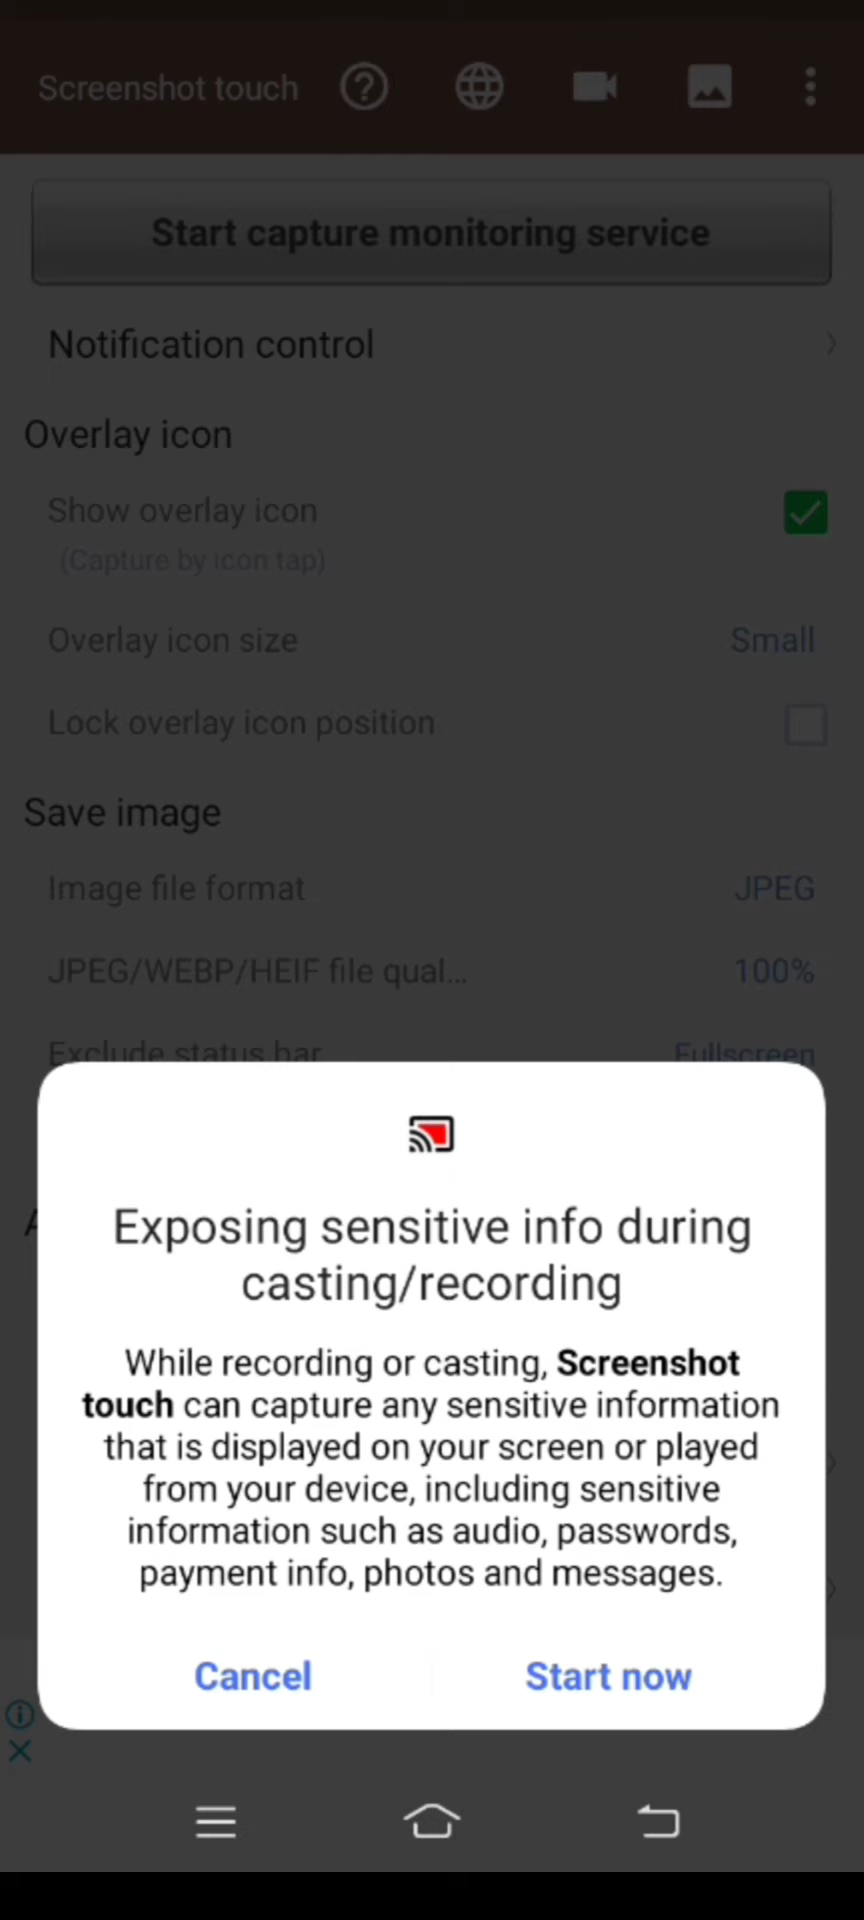 Screenshot touch
Start capture monitoring service
Notification control
Overlay icon
Show overlay icon
(Capture by icon tap)
Overlay icon size Small
Lock overlay icon position
Save image
Image file format JPEG
JPEG/WEBP/HEIF file qual...
100%
Exclude status bar Fullscreen
Exposing sensitive info during
casting/recording
While recording or casting, Screenshot
touch can capture any sensitive information
that is displayed on your screen or played
from your device, including sensitive
information such as audio, passwords,
payment info, photos and messages.
Cancel Start now